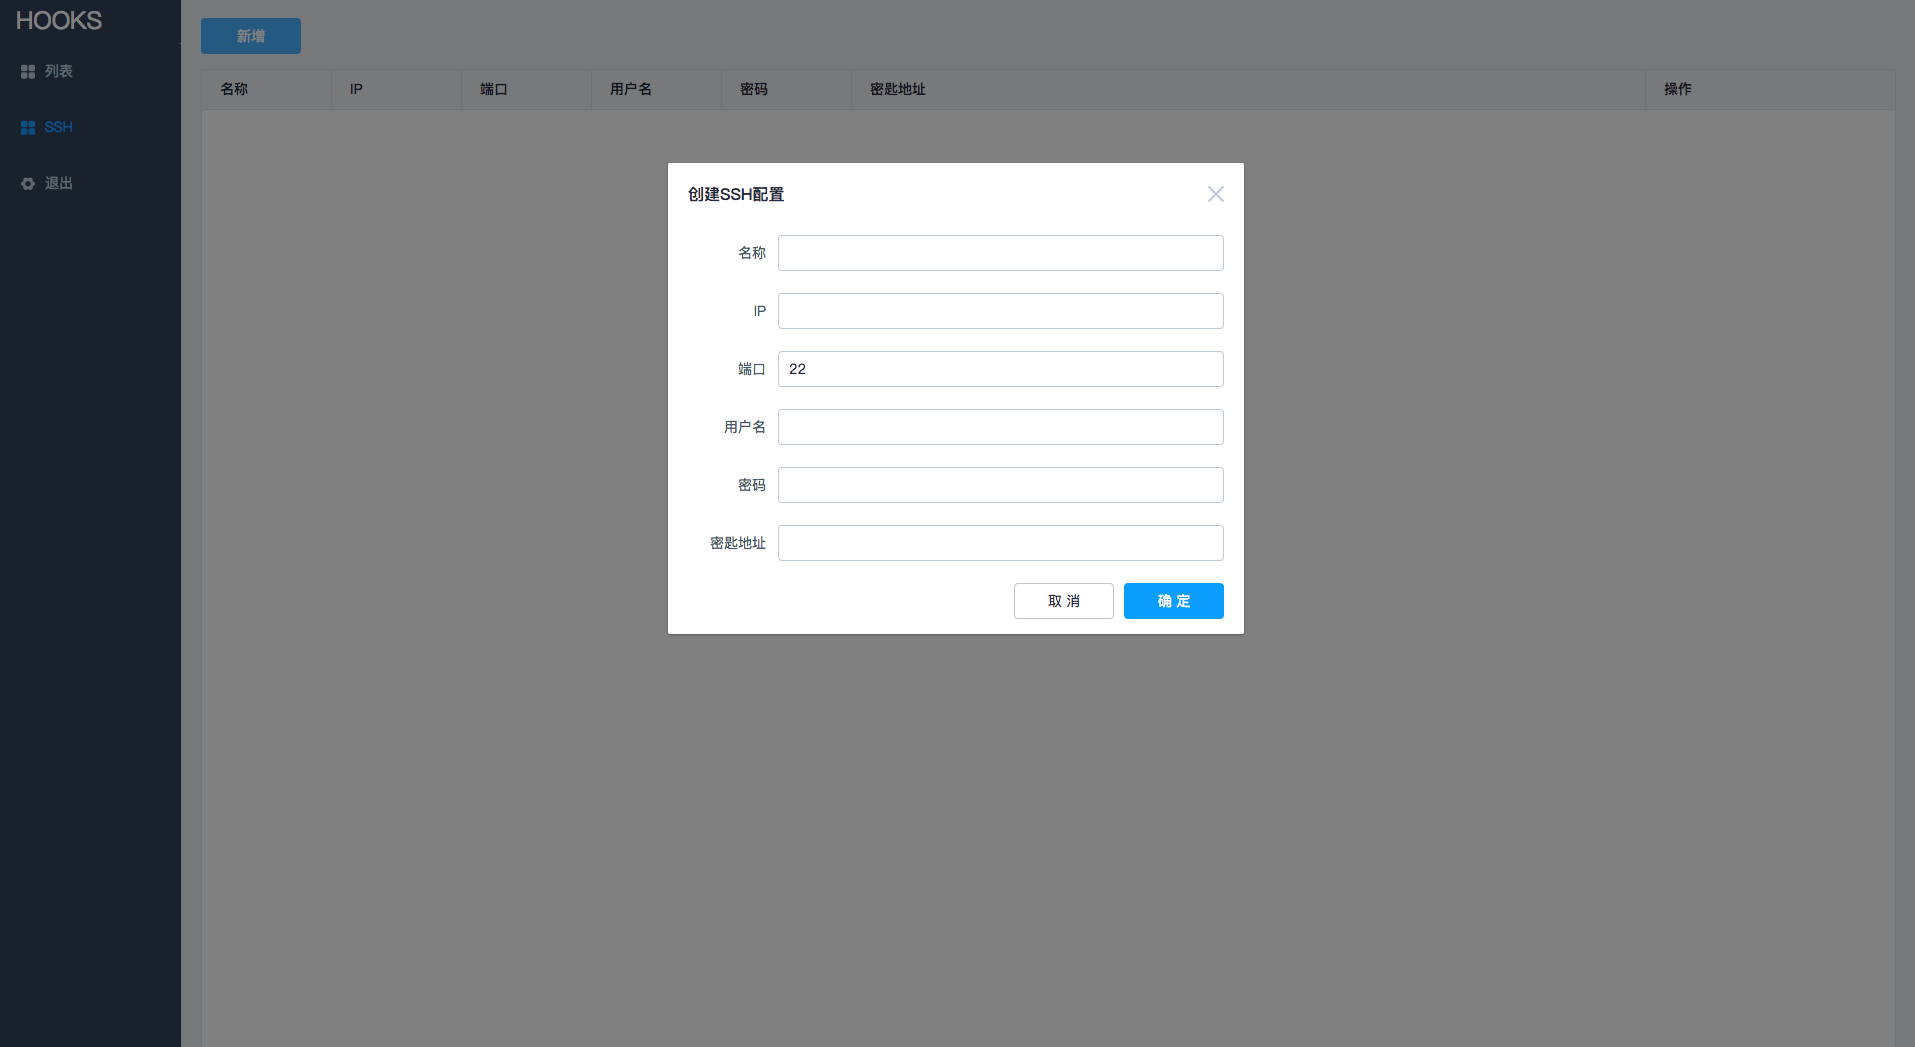 HOOKS
列表
SSH
退出
新增
名称 IP 端口 用户名 密码 密匙地址 操作
创建SSH配置
名称
IP
端口 22
用户名
密码
密匙地址
取 消 确 定